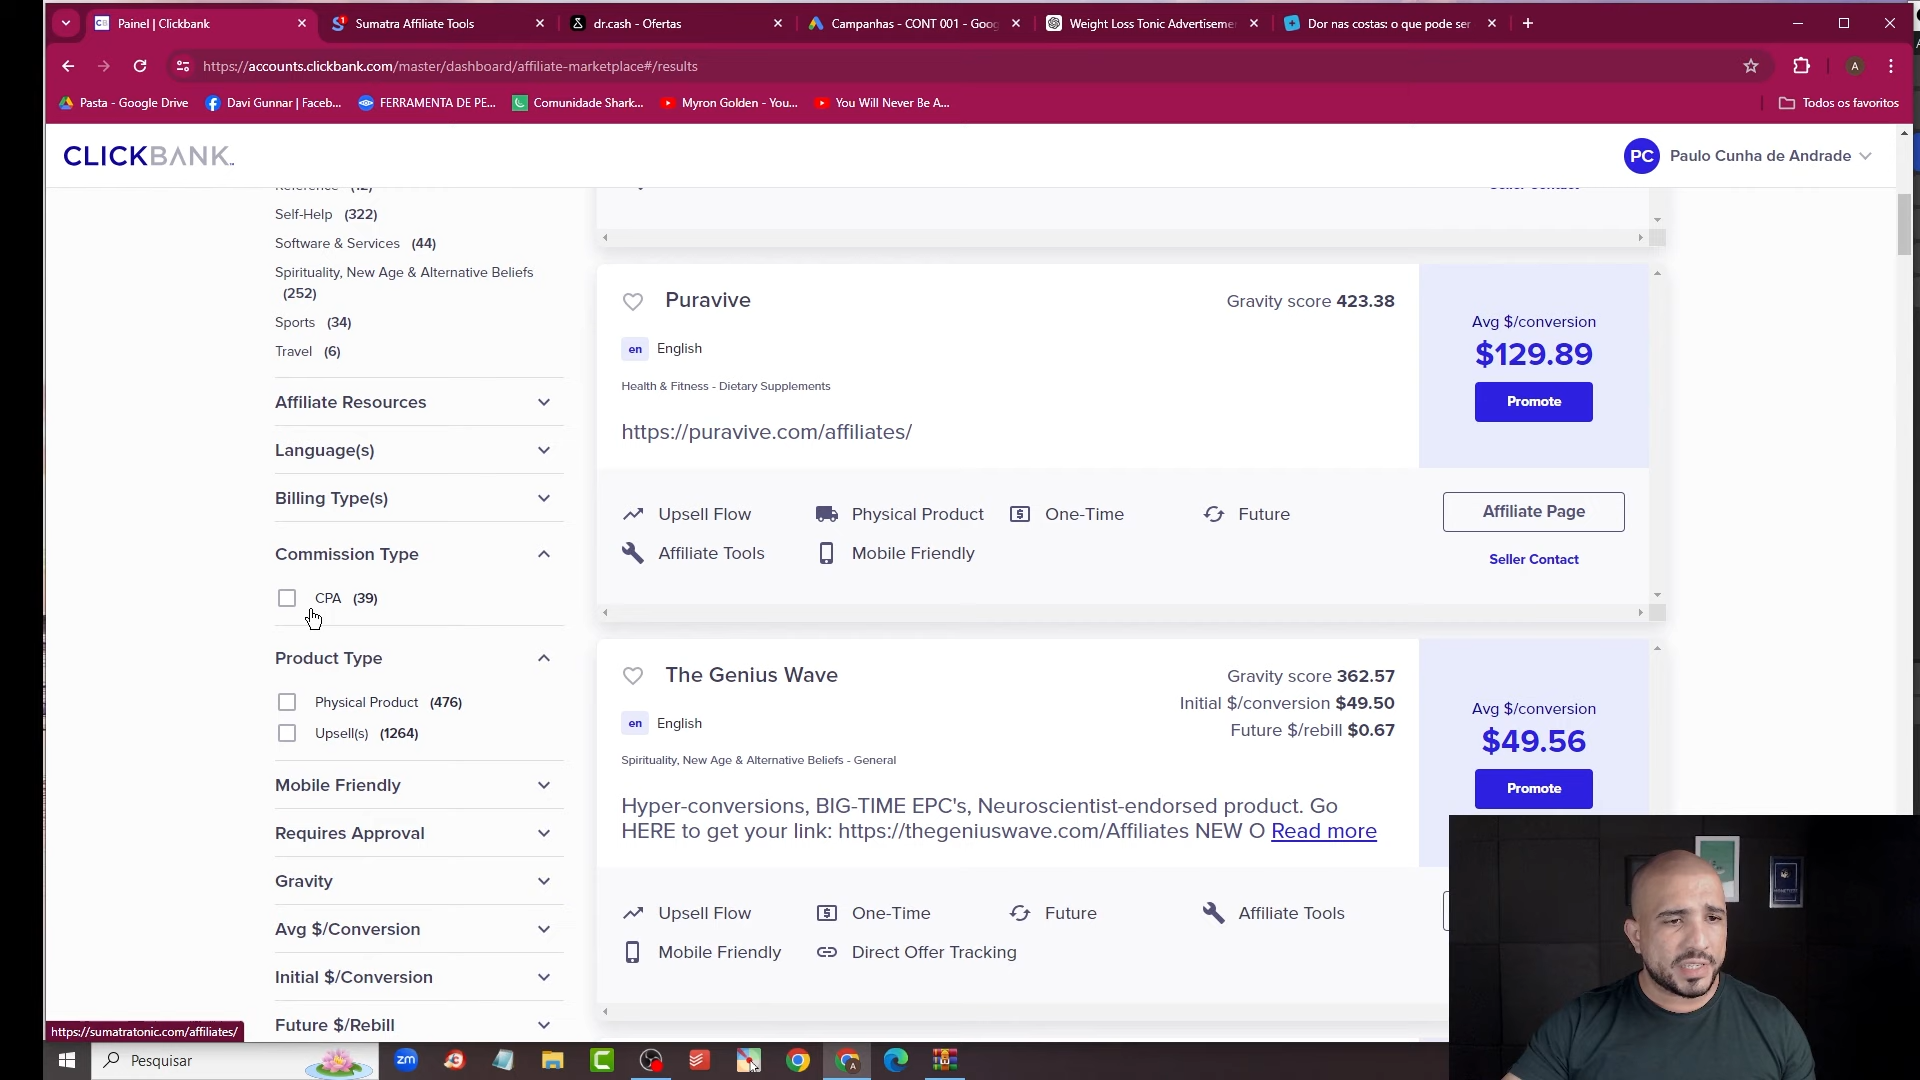 Painel | Clickbank
Sumatra Affiliate Tools
dr.cash - Ofertas
Campanhas - CONT 001 - Goog
Weight Loss Tonic Advertiseme
Dor nas costas: o que pode ser
https://accounts.clickbank.com/master/dashboard/affiliate-marketplace#/results
A
Pasta - Google Drive
Davi Gunnar | Faceb...
FERRAMENTA DE PE...
Comunidade Shark...
Myron Golden - You...
You Will Never Be A...
Todos os favoritos
CLICKBANK
PC
Paulo Cunha de Andrade
Reference (12)
Self-Help (322)
Software & Services (44)
Spirituality, New Age & Alternative Beliefs
(252)
Sports (34)
Travel (6)
Affiliate Resources
Language(s)
Billing Type(s)
Commission Type
CPA (39)
Product Type
Physical Product (476)
Upsell(s) (1264)
Mobile Friendly
Requires Approval
Gravity
Avg $/Conversion
Initial $/Conversion
Future $/Rebill
Seller Contact
Puravive
Gravity score 423.38
en English
Health & Fitness - Dietary Supplements
https://puravive.com/affiliates/
Avg $/conversion
$129.89
Promote
Upsell Flow
Physical Product
One-Time
Future
Affiliate Tools
Mobile Friendly
Affiliate Page
Seller Contact
The Genius Wave
Gravity score 362.57
Initial $/conversion $49.50
Future $/rebill $0.67
en English
Spirituality, New Age & Alternative Beliefs - General
Hyper-conversions, BIG-TIME EPC's, Neuroscientist-endorsed product. Go
HERE to get your link: https://thegeniuswave.com/Affiliates NEW O Read more
Avg $/conversion
$49.56
Promote
Upsell Flow
One-Time
Future
Affiliate Tools
Mobile Friendly
Direct Offer Tracking
https://sumatratonic.com/affiliates/
Pesquisar
zm